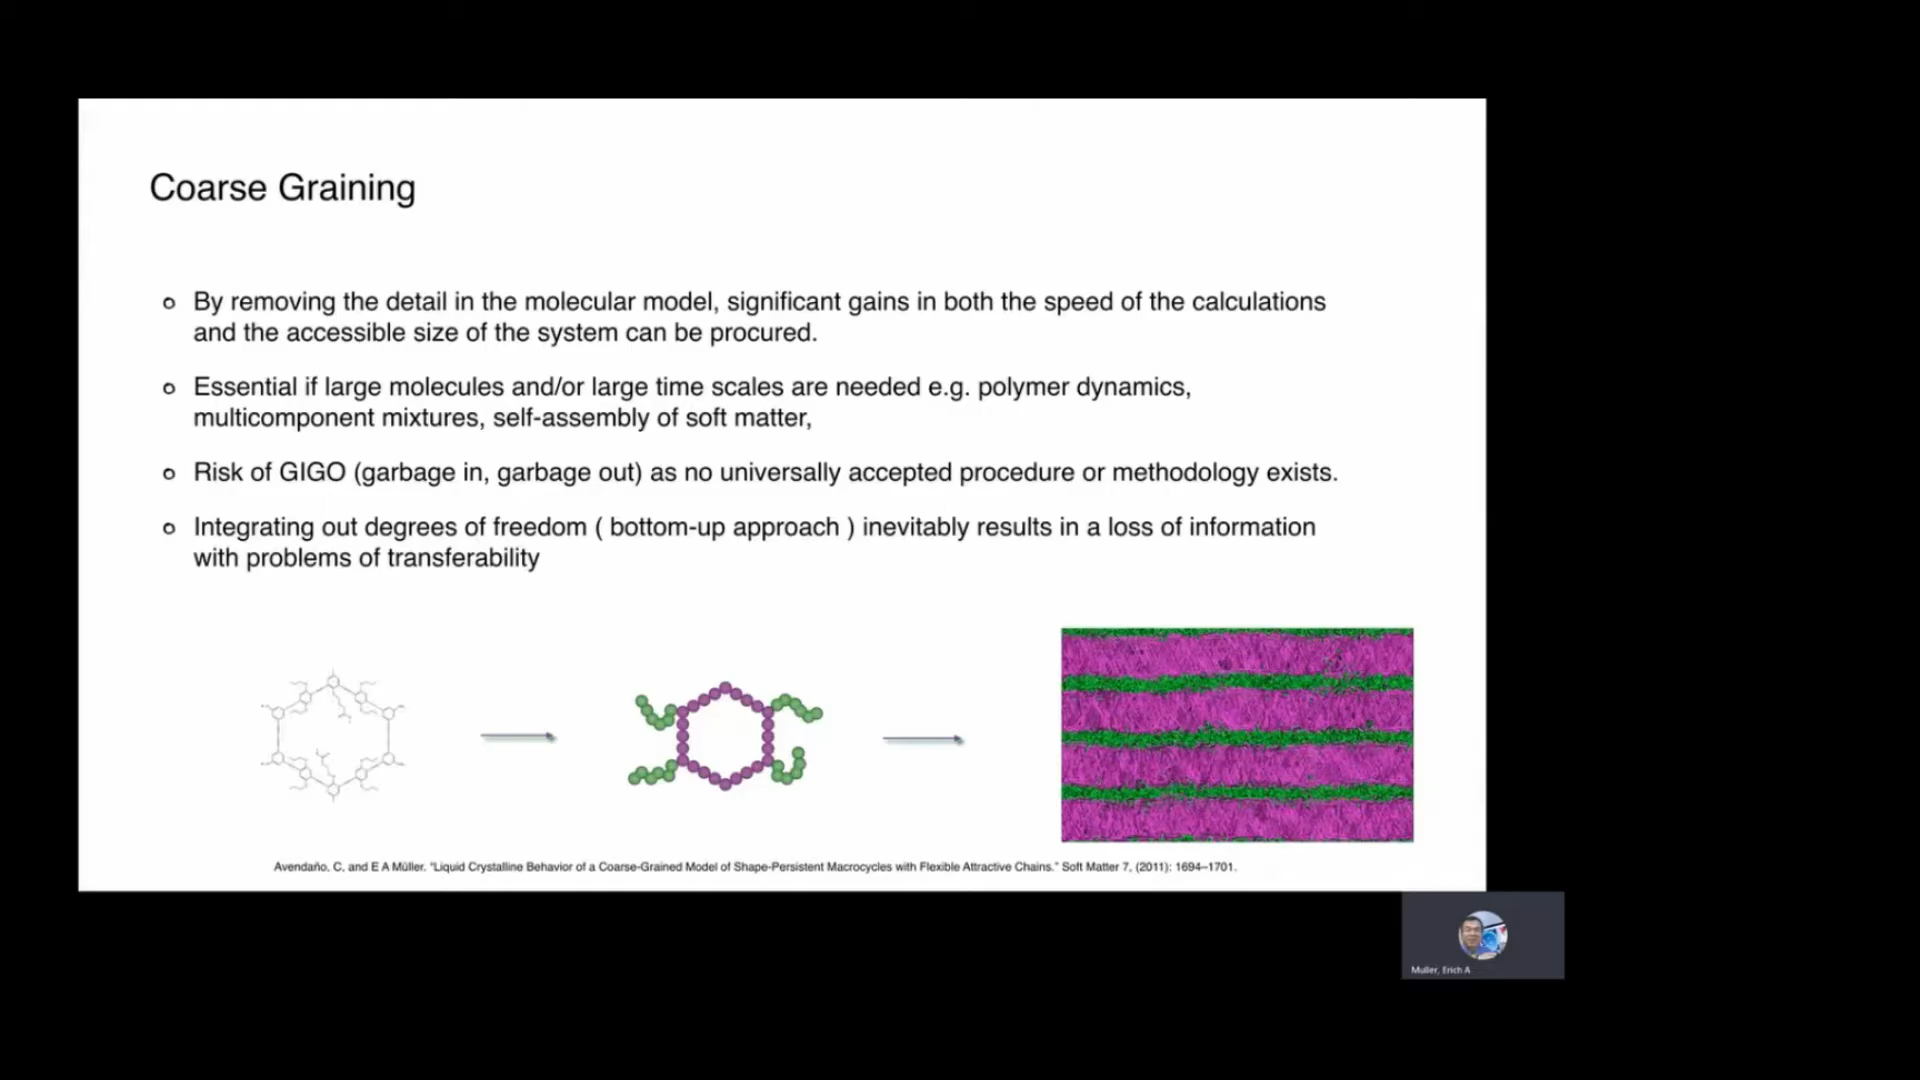 Coarse Graining
By removing the detail in the molecular model, significant gains in both the speed of the calculations
and the accessible size of the system can be procured.
Essential if large molecules and/or large time scales are needed e.g. polymer dynamics,
multicomponent mixtures, self-assembly of soft matter,
Risk of GIGO (garbage in, garbage out) as no universally accepted procedure or methodology exists.
Integrating out degrees of freedom ( bottom-up approach ) inevitably results in a loss of information
with problems of transferability
Avendaño, C, and E A Müller. “Liquid Crystalline Behavior of a Coarse-Grained Model of Shape-Persistent Macrocycles with Flexible Attractive Chains.” Soft Matter 7, (2011): 1694–1701.
Muller, Erich A